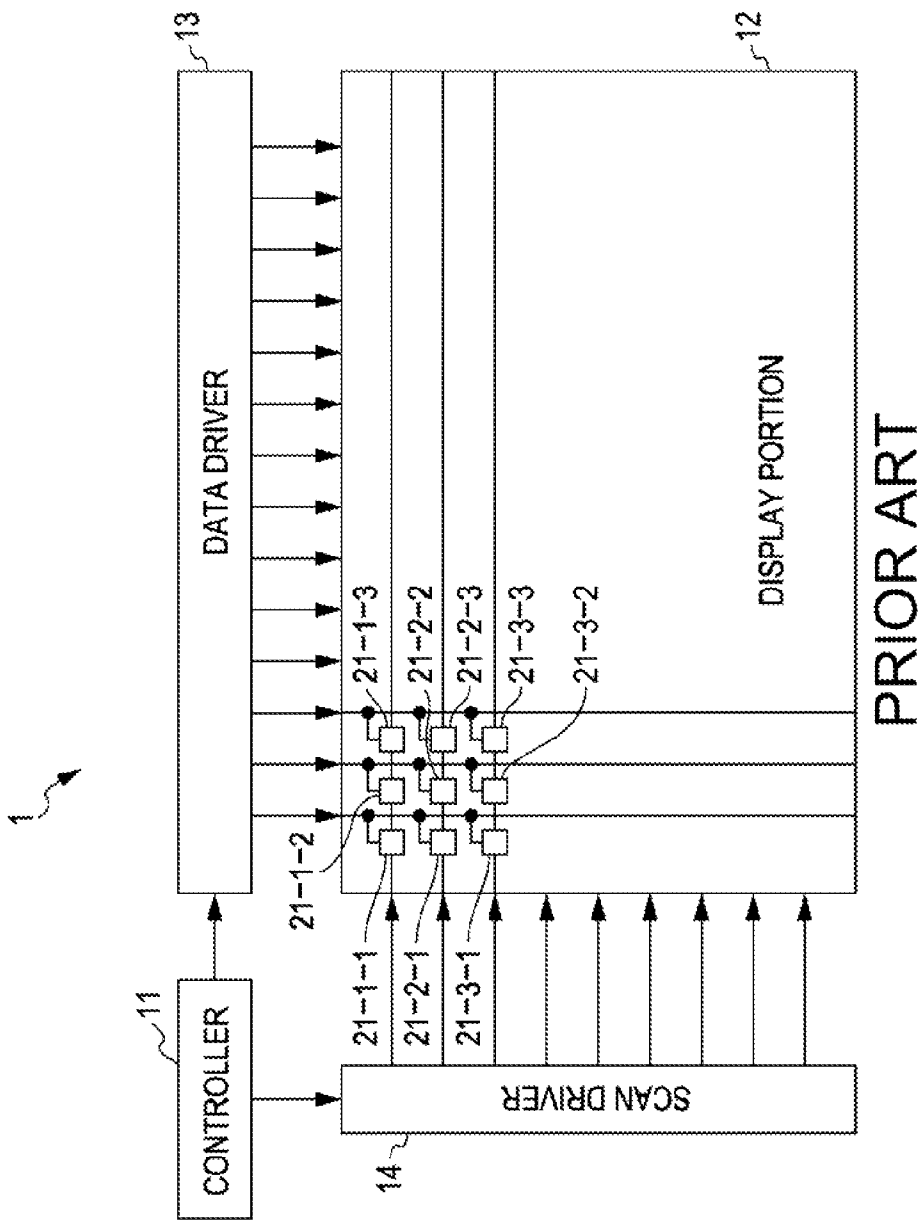 1
11
CONTROLLER
13
DATA DRIVER
14
SCAN DRIVER
12
DISPLAY PORTION
21-1-1
21-1-2
21-1-3
21-2-1
21-2-2
21-2-3
21-3-1
21-3-3
21-3-2
PRIOR ART